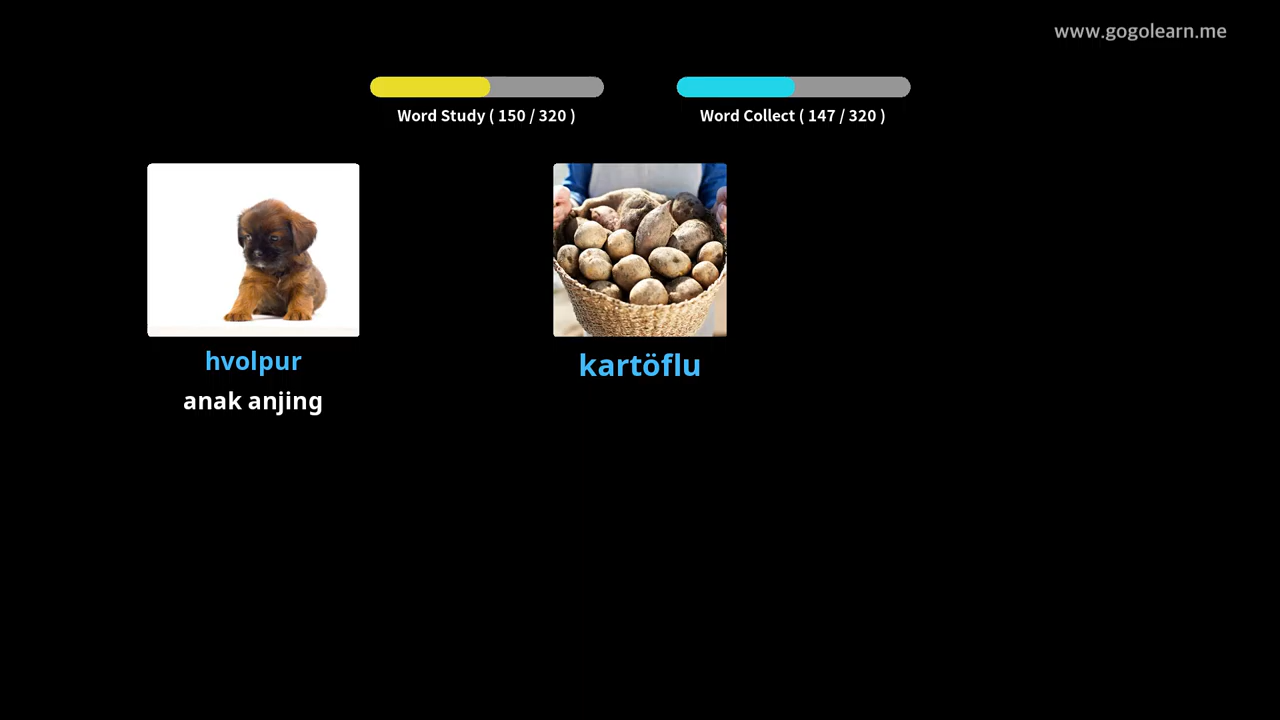 www.gogolearn.me
Word Study ( 150 / 320 )
Word Collect ( 147 / 320 )
hvolpur
anak anjing
kartöflu